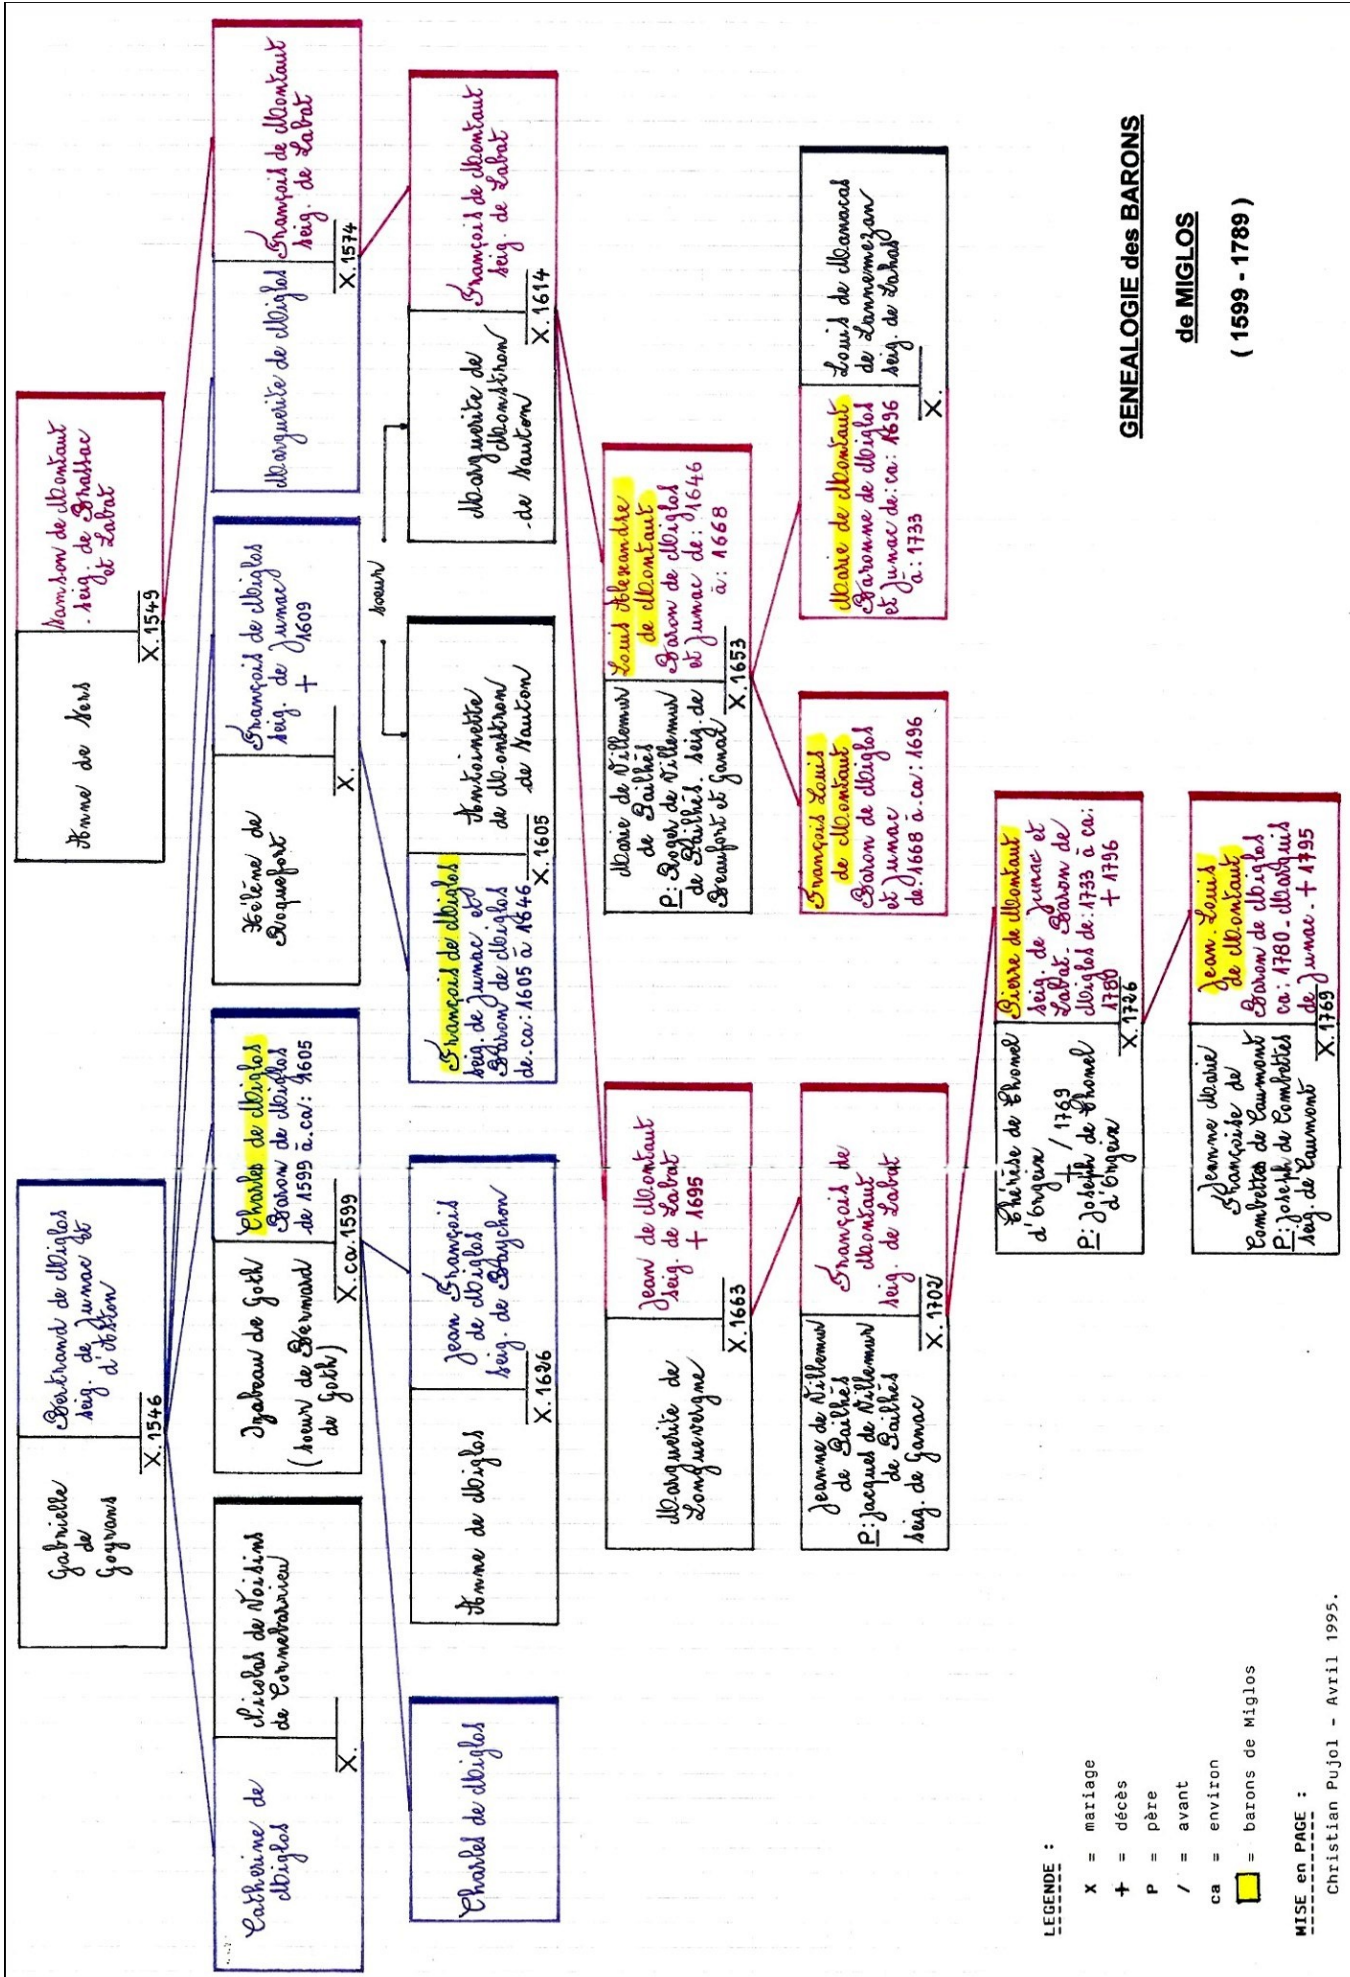 GENEALOGIE des BARONS
de MIGLOS
( 1599 - 1789 )
Gabrielle
de
Goyrans
Bertrand de Miglos
seig. de Junac et
d'Aston
X.1546
Anne de Sers
Samson de Montaut
seig. de Brassac
et Labat
X.1549
Catherine de
Miglos
Nicolas de Voisins
de Cornebarrieu
X.
Izabeau de Goth
(soeur de Bernard
de Goth)
Charles de Miglos
Baron de Miglos
de 1599 à.ca: 1605
X.ca.1599
Hélène de
Roquefort
François de Miglos
seig. de Junac
+ 1609
X.
Marguerite de Miglos
François de Montaut
seig. de Labat
X.1574
soeur
Charles de Miglos
Anne de Miglos
Jean François
de Miglos
seig. de Baychon
X.1626
François de Miglos
seig. de Junac et
Baron de Miglos
de.ca: 1605 à 1646
Antoinette
de Monstron
de Sauton
X.1605
Marguerite de
Monstron
de Sauton
François de Montaut
seig. de Labat
X.1614
Marguerite de
Longuevergne
Jean de Montaut
seig. de Labat
+ 1695
X.1663
Marie de Villemur
de Pailhès
P: Roger de Villemur
de Pailhès. seig. de
Beaufort et Ganac
Louis Alexandre
de Montaut
Baron de Miglos
et Junac de: 1646
à: 1668
X.1653
Jeanne de Villemur
de Pailhès
P: Jacques de Villemur
de Pailhès
seig. de Ganac
François de
Montaut
seig. de Labat
X.1702
François Louis
de Montaut
Baron de Miglos
et Junac
de: 1668 à.ca: 1696
Marie de Montaut
Baronne de Miglos
et Junac de: ca: 1696
à: 1733
Louis de Manacas
de Lannemezan
seig. de Lahas
X.
Thérèse de Thonel
d'Orgeix
+ / 1769
P: Joseph de Thonel
d'Orgeix
Pierre de Montaut
seig. de Junac et
Labat. Baron de
Miglos de: 1733 à ca:
1780 + 1796
X.1726
Jeanne Marie
Françoise de
Combettes de Caumont
P: Joseph de Combettes
seig. de Caumont
Jean. Louis
de Montaut
Baron de Miglos
ca: 1780. Marquis
de Junac. + 1795
X.1769
LEGENDE :
X = mariage
+ = décès
P = père
/ = avant
ca = environ
= barons de Miglos
MISE en PAGE :
Christian Pujol - Avril 1995.